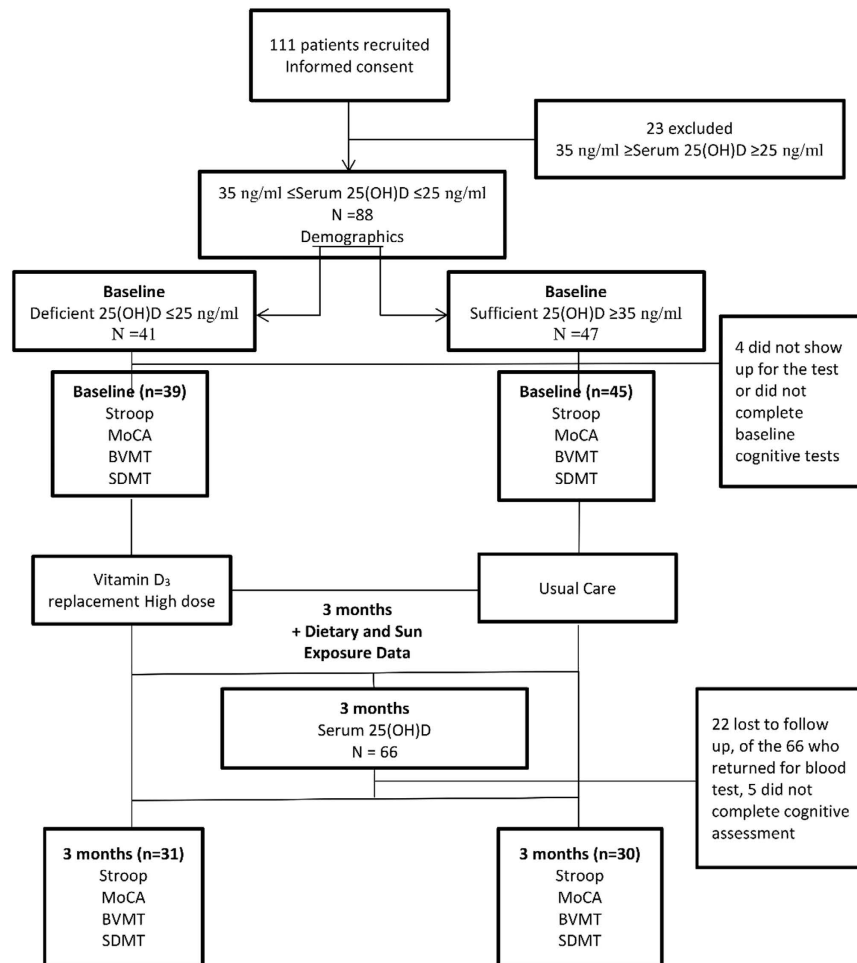 111 patients recruited
Informed consent
23 excluded
35 ng/ml ≥Serum 25(OH)D ≥25 ng/ml
35 ng/ml ≤Serum 25(OH)D ≤25 ng/ml
N =88
Demographics
Baseline
Deficient 25(OH)D ≤25 ng/ml
N =41
Baseline
Sufficient 25(OH)D ≥35 ng/ml
N =47
4 did not show
up for the test
or did not
complete
baseline
cognitive tests
Baseline (n=39)
Stroop
MoCA
BVMT
SDMT
Baseline (n=45)
Stroop
MoCA
BVMT
SDMT
Vitamin D₃
replacement High dose
Usual Care
3 months
+ Dietary and Sun
Exposure Data
3 months
Serum 25(OH)D
N = 66
22 lost to follow
up, of the 66 who
returned for blood
test, 5 did not
complete cognitive
assessment
3 months (n=31)
Stroop
MoCA
BVMT
SDMT
3 months (n=30)
Stroop
MoCA
BVMT
SDMT